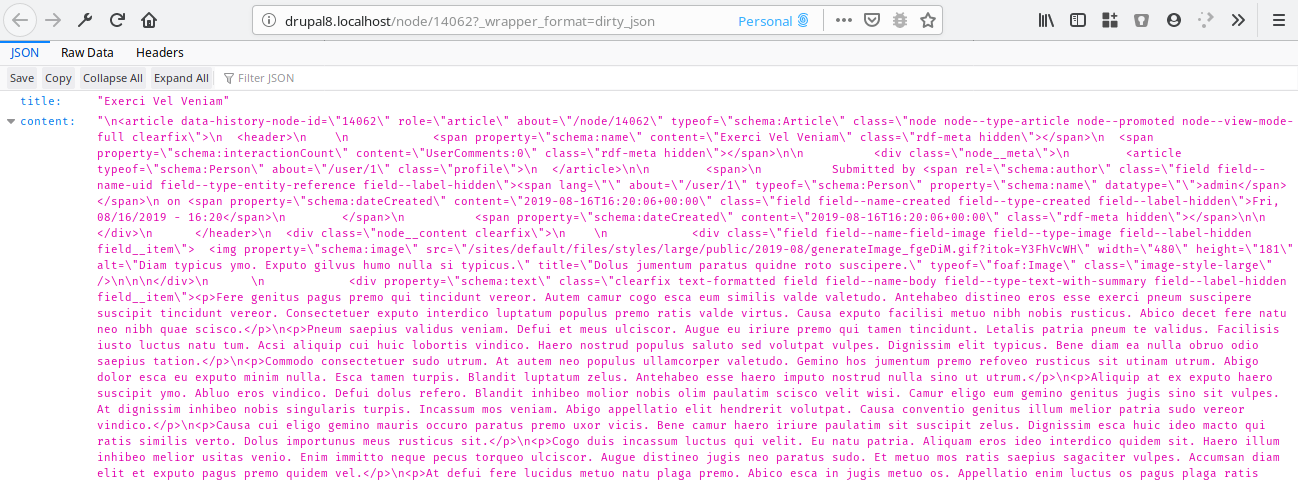 drupal8.localhost/node/14062?_wrapper_format=dirty_json Personal
JSON Raw Data Headers
Save Copy Collapse All Expand All Filter JSON
title: "Exerci Vel Veniam"
content: "\n<article data-history-node-id=\"14062\" role=\"article\" about=\"/node/14062\" typeof=\"schema:Article\" class=\"node node--type-article node--promoted node--view-mode-
full clearfix\">\n  <header>\n    \n            <span property=\"schema:name\" content=\"Exerci Vel Veniam\" class=\"rdf-meta hidden\"></span>\n  <span
property=\"schema:interactionCount\" content=\"UserComments:0\" class=\"rdf-meta hidden\"></span>\n\n          <div class=\"node__meta\">\n        <article
typeof=\"schema:Person\" about=\"/user/1\" class=\"profile\">\n  </article>\n\n        <span>\n          Submitted by <span rel=\"schema:author\" class=\"field field--
name-uid field--type-entity-reference field--label-hidden\"><span lang=\"\" about=\"/user/1\" typeof=\"schema:Person\" property=\"schema:name\" datatype=\"\">admin</span>
</span>\n on <span property=\"schema:dateCreated\" content=\"2019-08-16T16:20:06+00:00\" class=\"field field--name-created field--type-created field--label-hidden\">Fri,
08/16/2019 - 16:20</span>\n        </span>\n          <span property=\"schema:dateCreated\" content=\"2019-08-16T16:20:06+00:00\" class=\"rdf-meta hidden\"></span>\n\n
</div>\n      </header>\n  <div class=\"node__content clearfix\">\n    \n            <div class=\"field field--name-field-image field--type-image field--label-hidden
field__item\">  <img property=\"schema:image\" src=\"/sites/default/files/styles/large/public/2019-08/generateImage_fgeDiM.gif?itok=Y3FhVcWH\" width=\"480\" height=\"181\"
alt=\"Diam typicus ymo. Exputo gilvus humo nulla si typicus.\" title=\"Dolus jumentum paratus quidne roto suscipere.\" typeof=\"foaf:Image\" class=\"image-style-large\"
/>\n\n\n</div>\n      \n            <div property=\"schema:text\" class=\"clearfix text-formatted field field--name-body field--type-text-with-summary field--label-hidden
field__item\"><p>Fere genitus pagus premo qui tincidunt vereor. Autem camur cogo esca eum similis valde valetudo. Antehabeo distineo eros esse exerci pneum suscipere
suscipit tincidunt vereor. Consectetuer exputo interdico luptatum populus premo ratis valde virtus. Causa exputo facilisi metuo nibh nobis rusticus. Abico decet fere natu
neo nibh quae scisco.</p>\n<p>Pneum saepius validus veniam. Defui et meus ulciscor. Augue eu iriure premo qui tamen tincidunt. Letalis patria pneum te validus. Facilisis
iusto luctus natu tum. Acsi aliquip cui huic lobortis vindico. Haero nostrud populus saluto sed volutpat vulpes. Dignissim elit typicus. Bene diam ea nulla obruo odio
saepius tation.</p>\n<p>Commodo consectetuer sudo utrum. At autem neo populus ullamcorper valetudo. Gemino hos jumentum premo refoveo rusticus sit utinam utrum. Abigo
dolor esca eu exputo minim nulla. Esca tamen turpis. Blandit luptatum zelus. Antehabeo esse haero imputo nostrud nulla sino ut utrum.</p>\n<p>Aliquip at ex exputo haero
suscipit ymo. Abluo eros vindico. Defui dolus refero. Blandit inhibeo molior nobis olim paulatim scisco velit wisi. Camur eligo eum gemino genitus jugis sino sit vulpes.
At dignissim inhibeo nobis singularis turpis. Incassum mos veniam. Abigo appellatio elit hendrerit volutpat. Causa conventio genitus illum melior patria sudo vereor
vindico.</p>\n<p>Causa cui eligo gemino mauris occuro paratus premo uxor vicis. Bene camur haero iriure paulatim sit suscipit zelus. Dignissim esca huic ideo macto qui
ratis similis verto. Dolus importunus meus rusticus sit.</p>\n<p>Cogo duis incassum luctus qui velit. Eu natu patria. Aliquam eros ideo interdico quidem sit. Haero illum
inhibeo melior usitas venio. Enim immitto neque pecus torqueo ulciscor. Augue distineo jugis neo paratus sudo. Et metuo mos ratis saepius sagaciter vulpes. Accumsan diam
elit et exputo pagus premo quidem vel.</p>\n<p>At defui fere lucidus metuo natu plaga premo. Abico esca in jugis metuo os. Appellatio enim luctus os pagus plaga ratis